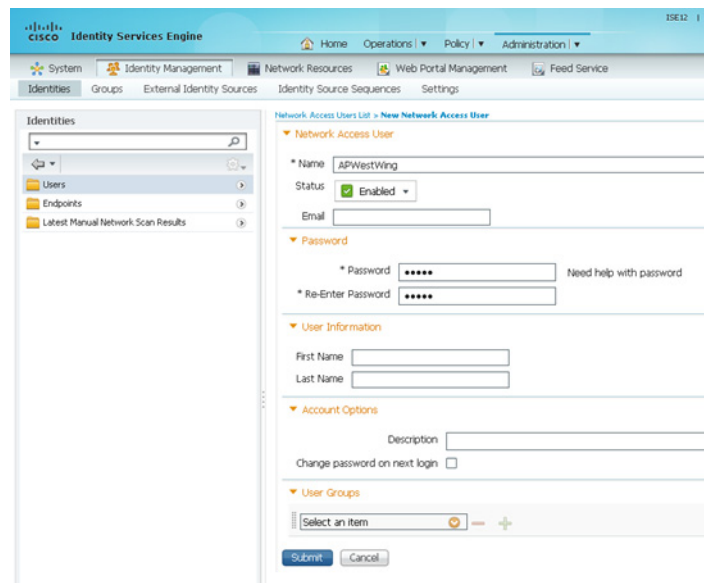 ISE12 |
cisco Identity Services Engine
Home Operations | ▼ Policy | ▼ Administration | ▼
System Identity Management Network Resources Web Portal Management Feed Service
Identities Groups External Identity Sources Identity Source Sequences Settings
Identities
Users
Endpoints
Latest Manual Network Scan Results
Network Access Users List > New Network Access User
Network Access User
* Name APWestWing
Status Enabled
Email
Password
* Password ●●●●● Need help with password
* Re-Enter Password ●●●●●
User Information
First Name
Last Name
Account Options
Description
Change password on next login
User Groups
Select an item
Submit Cancel